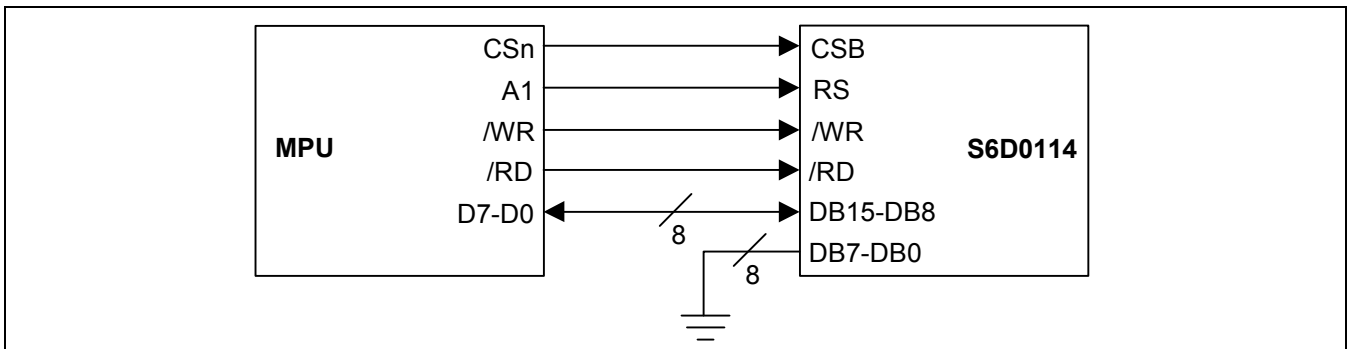 CSn CSB
A1 RS
/WR /WR
MPU S6D0114
/RD /RD
D7-D0 DB15-DB8
8
DB7-DB0
8